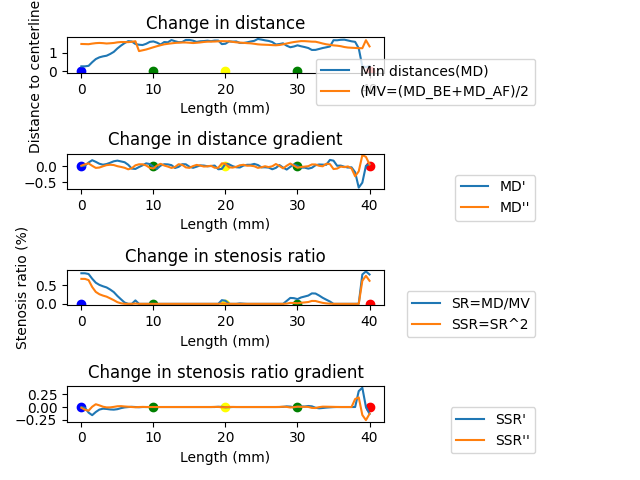 Change in distance
Distance to centerline
1
0
0 10 20 30 40
Length (mm)
Min distances(MD)
(MV=(MD_BE+MD_AF)/2
Change in distance gradient
0.0
−0.5
0 10 20 30 40
Length (mm)
MD'
MD''
Change in stenosis ratio
Stenosis ratio (%)
0.5
0.0
0 10 20 30 40
Length (mm)
SR=MD/MV
SSR=SR^2
Change in stenosis ratio gradient
0.25
0.00
−0.25
0 10 20 30 40
Length (mm)
SSR'
SSR''